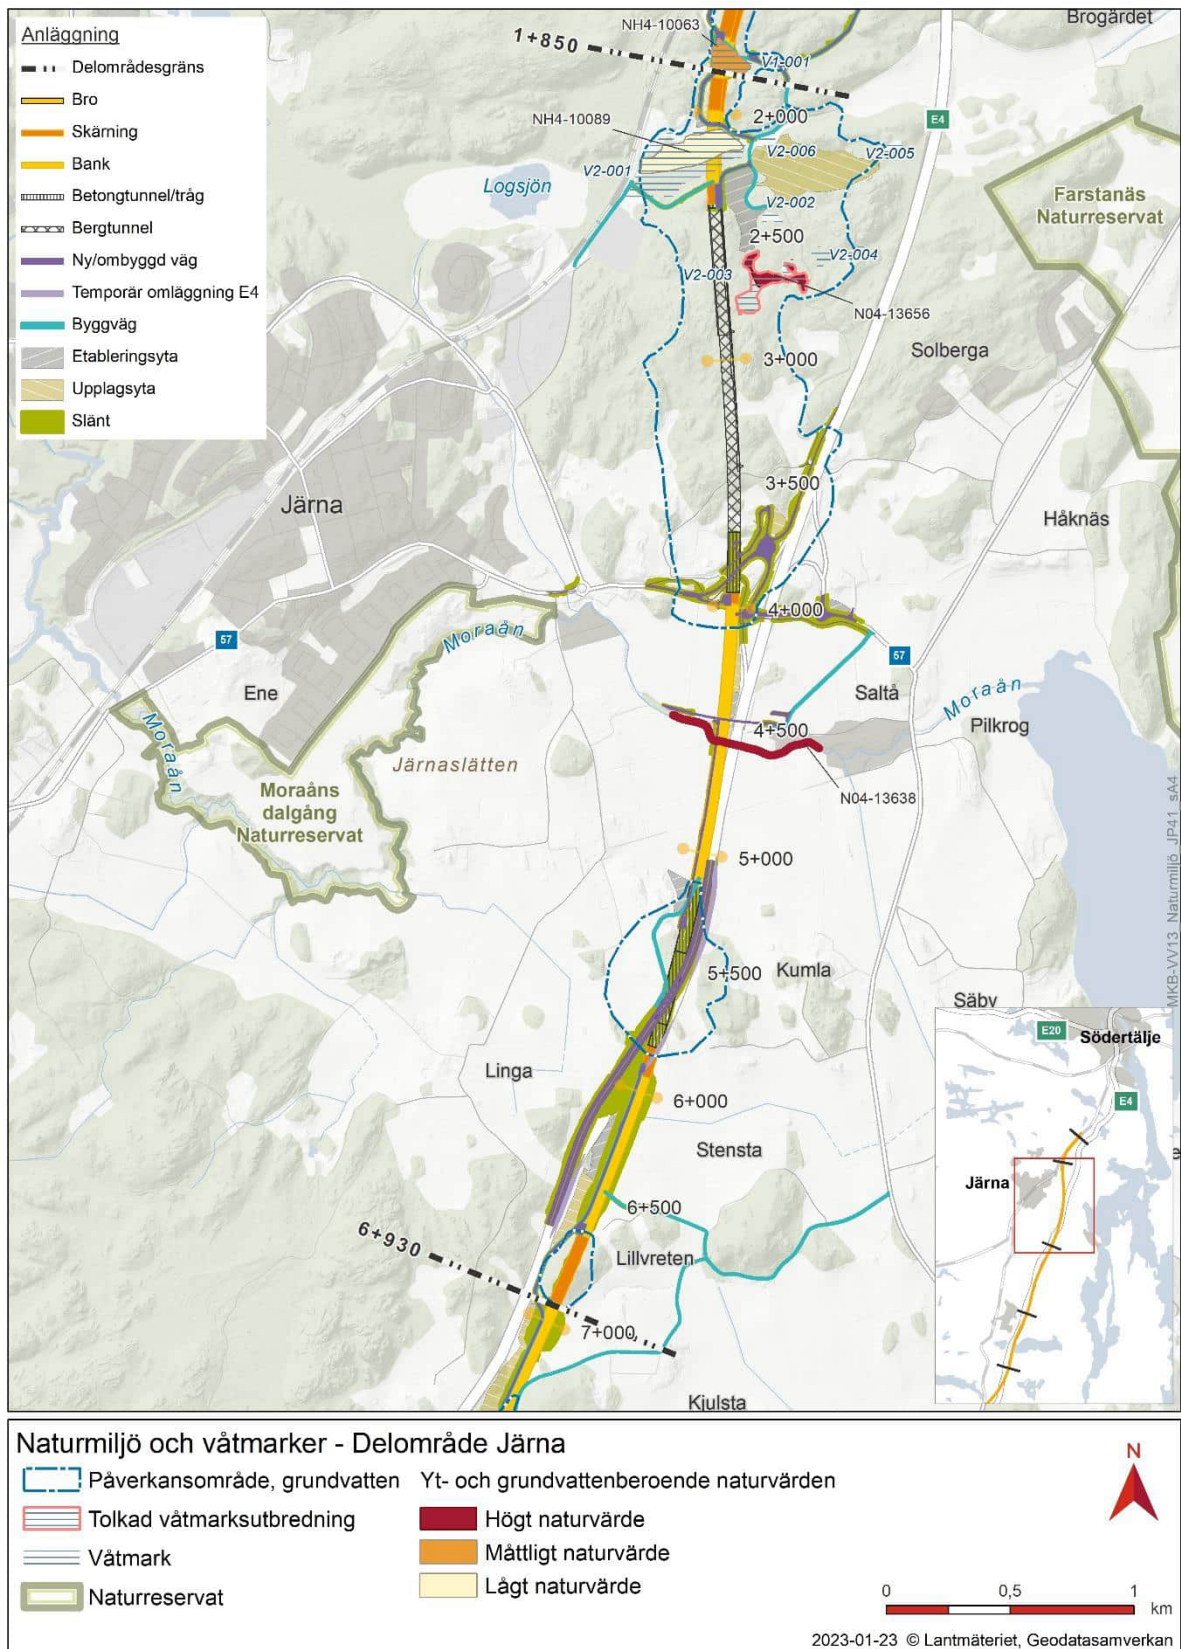 Anläggning
Delområdesgräns
Bro
Skärning
Bank
Betongtunnel/tråg
Bergtunnel
Ny/ombyggd väg
Temporär omläggning E4
Byggväg
Etableringsyta
Upplagsyta
Slänt
NH4-10063
Brogärdet
1+850
V1-001
2+000
E4
NH4-10089
V2-006
V2-005
V2-001
Logsjön
V2-002
Farstanäs
Naturreservat
2+500
V2-004
V2-003
N04-13656
Solberga
3+000
3+500
Järna
Håknäs
4+000
57
Moraån
57
Ene
Saltå
Moraån
Pilkrog
Moraån
4+500
Järnaslätten
N04-13638
Moraåns
dalgång
Naturreservat
5+000
5+500
Kumla
Säby
Linga
6+000
Stensta
6+500
6+930
Lillvreten
7+000
Kjulsta
E20
Södertälje
E4
Järna
MKB-VV13 Naturmiljö JP41 sA4
Naturmiljö och våtmarker - Delområde Järna
Påverkansområde, grundvatten
Tolkad våtmarksutbredning
Våtmark
Naturreservat
Yt- och grundvattenberoende naturvärden
Högt naturvärde
Måttligt naturvärde
Lågt naturvärde
N
0 0,5 1
km
2023-01-23 © Lantmäteriet, Geodatasamverkan